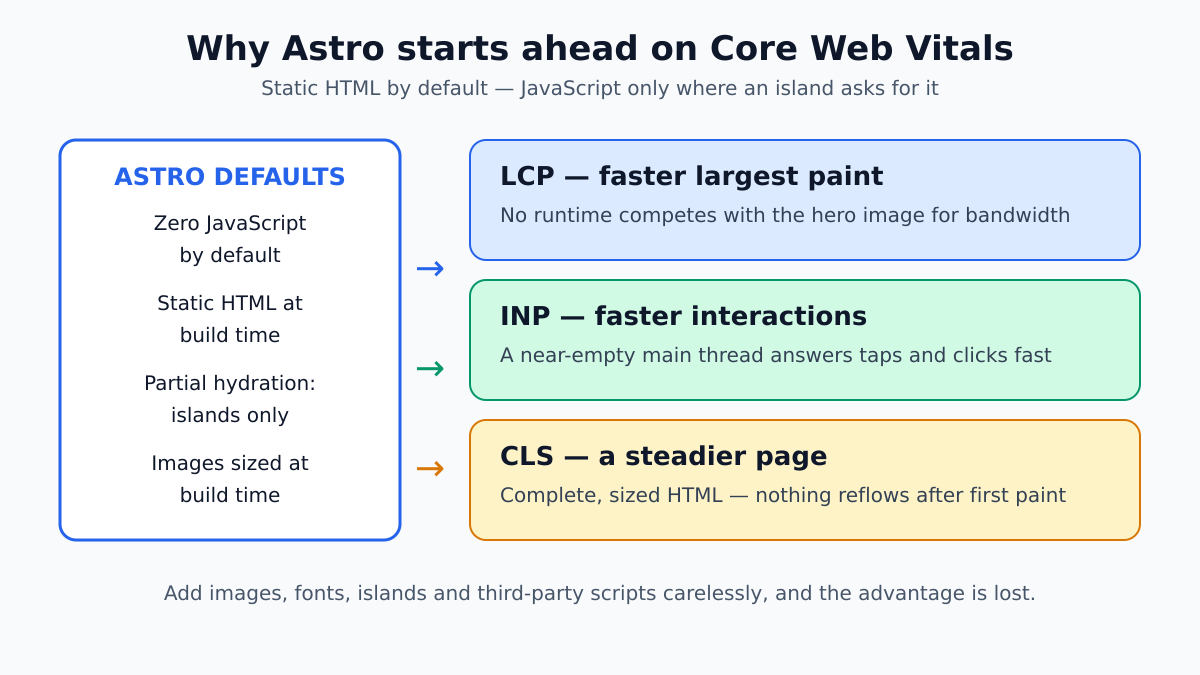 Why Astro starts ahead on Core Web Vitals
Static HTML by default — JavaScript only where an island asks for it
ASTRO DEFAULTS
Zero JavaScript
by default
Static HTML at
build time
Partial hydration:
islands only
Images sized at
build time
→
→
→
LCP — faster largest paint
No runtime competes with the hero image for bandwidth
INP — faster interactions
A near-empty main thread answers taps and clicks fast
CLS — a steadier page
Complete, sized HTML — nothing reflows after first paint
Add images, fonts, islands and third-party scripts carelessly, and the advantage is lost.